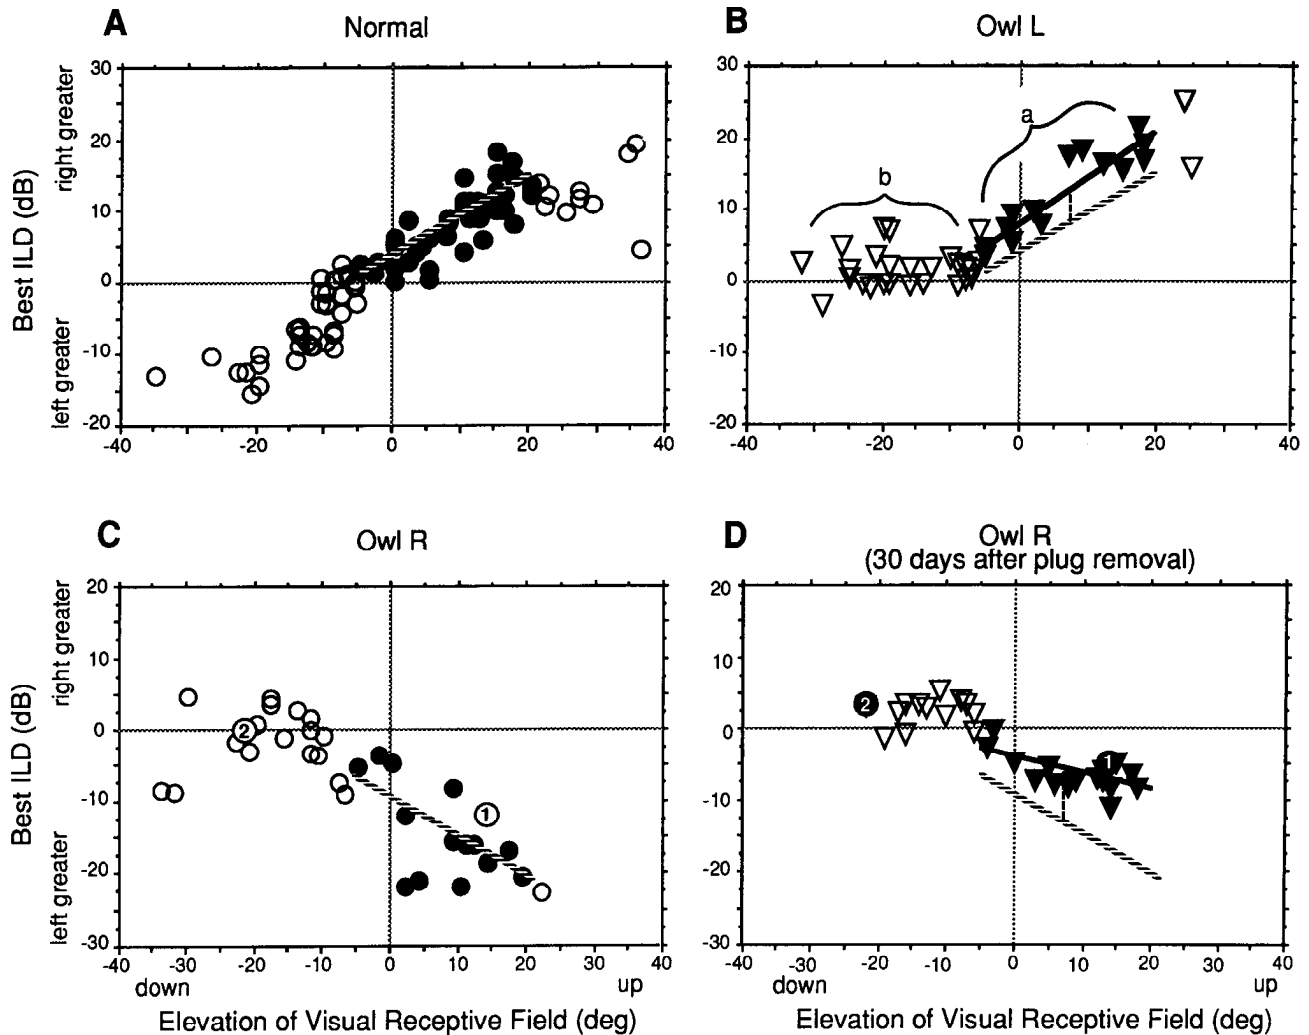 A Normal
B Owl L
30
20
10
0
-10
-20
Best ILD (dB)
right greater
left greater
-40 -20 0 20 40
30
20
10
0
-10
-20
a
b
-40 -20 0 20 40
C Owl R
D Owl R
(30 days after plug removal)
20
10
0
-10
-20
-30
Best ILD (dB)
right greater
left greater
2
1
-40 -30 -20 -10 0 10 20 30 40
down up
Elevation of Visual Receptive Field (deg)
20
10
0
-10
-20
-30
2
1
-40 -30 -20 -10 0 10 20 30 40
down up
Elevation of Visual Receptive Field (deg)